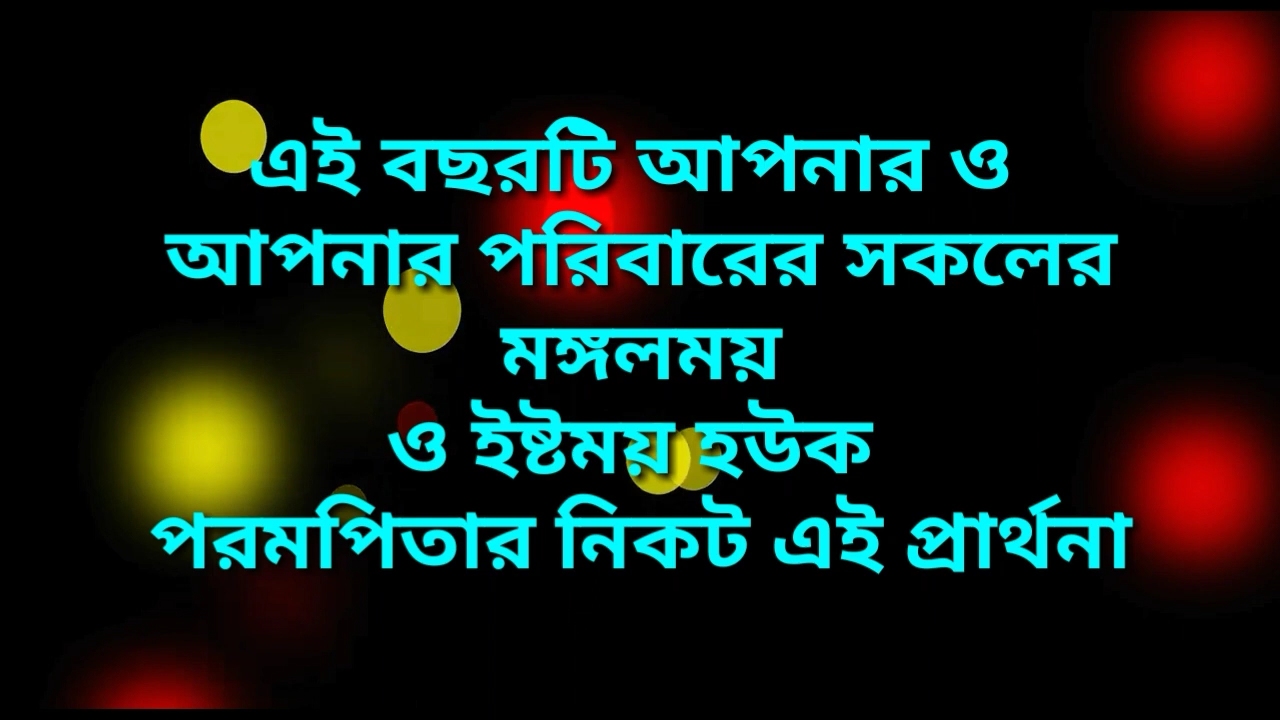 এই বছরটি আপনার ও
আপনার পরিবারের সকলের
মঙ্গলময়
ও ইষ্টময় হউক
পরমপিতার নিকট এই প্রার্থনা